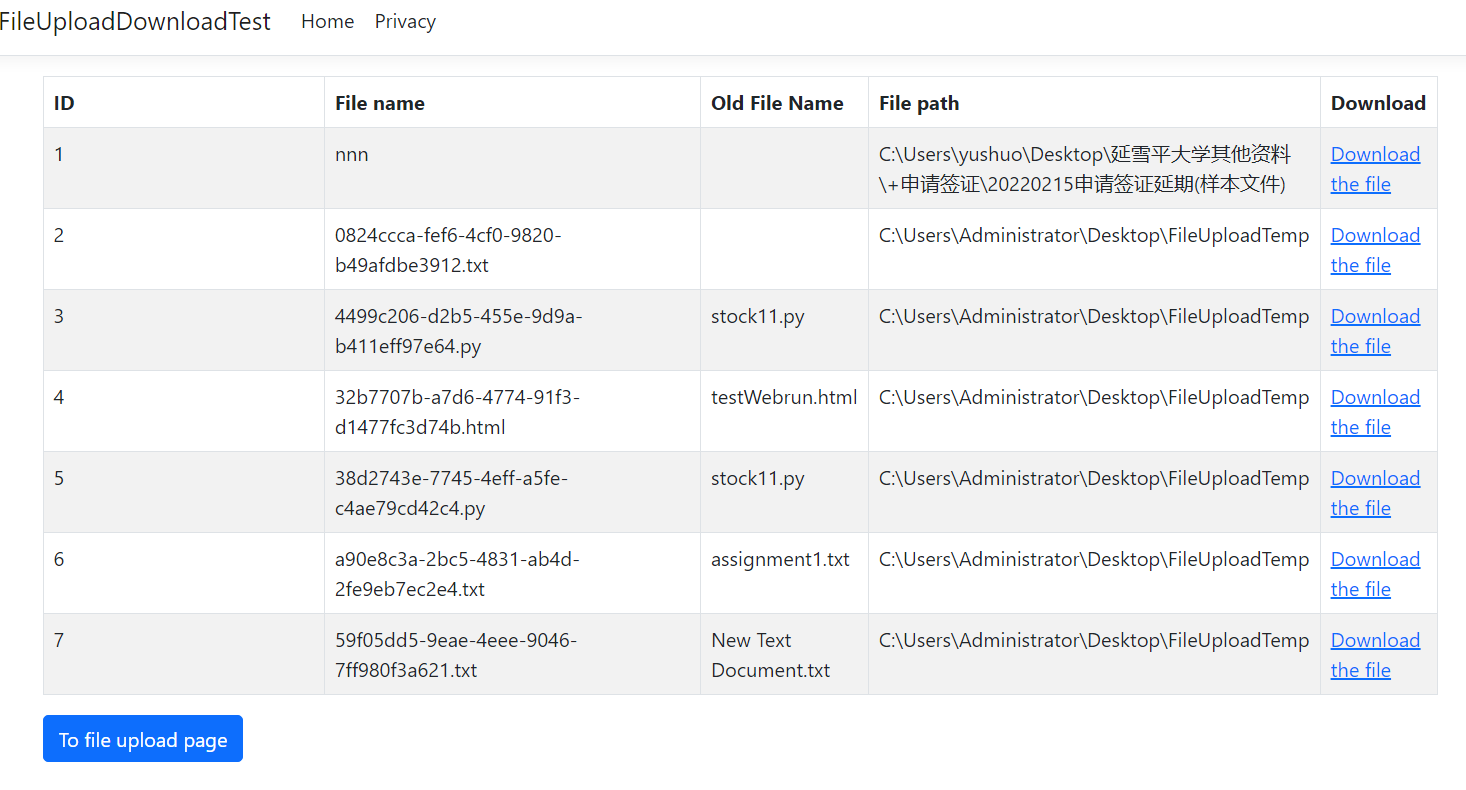 FileUploadDownloadTest Home Privacy
ID File name Old File Name File path Download
1 nnn C:\Users\yushuo\Desktop\延雪平大学其他资料 Download
\+申请签证\20220215申请签证延期(样本文件) the file
2 0824ccca-fef6-4cf0-9820- C:\Users\Administrator\Desktop\FileUploadTemp Download
b49afdbe3912.txt the file
3 4499c206-d2b5-455e-9d9a- stock11.py C:\Users\Administrator\Desktop\FileUploadTemp Download
b411eff97e64.py the file
4 32b7707b-a7d6-4774-91f3- testWebrun.html C:\Users\Administrator\Desktop\FileUploadTemp Download
d1477fc3d74b.html the file
5 38d2743e-7745-4eff-a5fe- stock11.py C:\Users\Administrator\Desktop\FileUploadTemp Download
c4ae79cd42c4.py the file
6 a90e8c3a-2bc5-4831-ab4d- assignment1.txt C:\Users\Administrator\Desktop\FileUploadTemp Download
2fe9eb7ec2e4.txt the file
7 59f05dd5-9eae-4eee-9046- New Text C:\Users\Administrator\Desktop\FileUploadTemp Download
7ff980f3a621.txt Document.txt the file
To file upload page